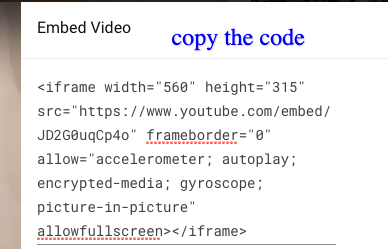 Embed Video
copy the code
<iframe width="560" height="315"
src="https://www.youtube.com/embed/
JD2G0uqCp4o" frameborder="0"
allow="accelerometer; autoplay;
encrypted-media; gyroscope;
picture-in-picture"
allowfullscreen></iframe>